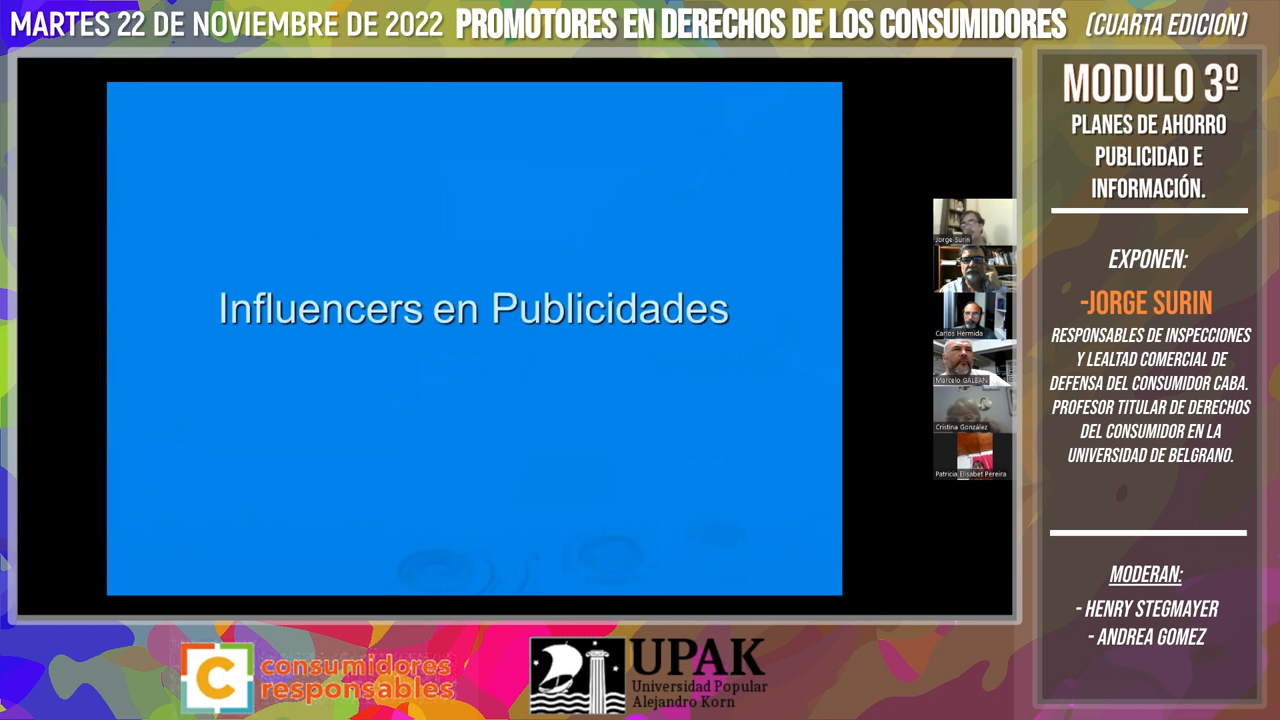 MARTES 22 DE NOVIEMBRE DE 2022 PROMOTORES EN DERECHOS DE LOS CONSUMIDORES (CUARTA EDICION)
Influencers en Publicidades
Jorge Surin
Carlos Hermida
Marcelo GALBAN
Cristina González
Patricia Elisabet Pereira
MODULO 3º
PLANES DE AHORRO
PUBLICIDAD E
INFORMACIÓN.
EXPONEN:
-JORGE SURIN
RESPONSABLES DE INSPECCIONES
Y LEALTAD COMERCIAL DE
DEFENSA DEL CONSUMIDOR CABA.
PROFESOR TITULAR DE DERECHOS
DEL CONSUMIDOR EN LA
UNIVERSIDAD DE BELGRANO.
MODERAN:
- HENRY STEGMAYER
- ANDREA GOMEZ
C
consumidores
responsables
UPAK
Universidad Popular
Alejandro Korn